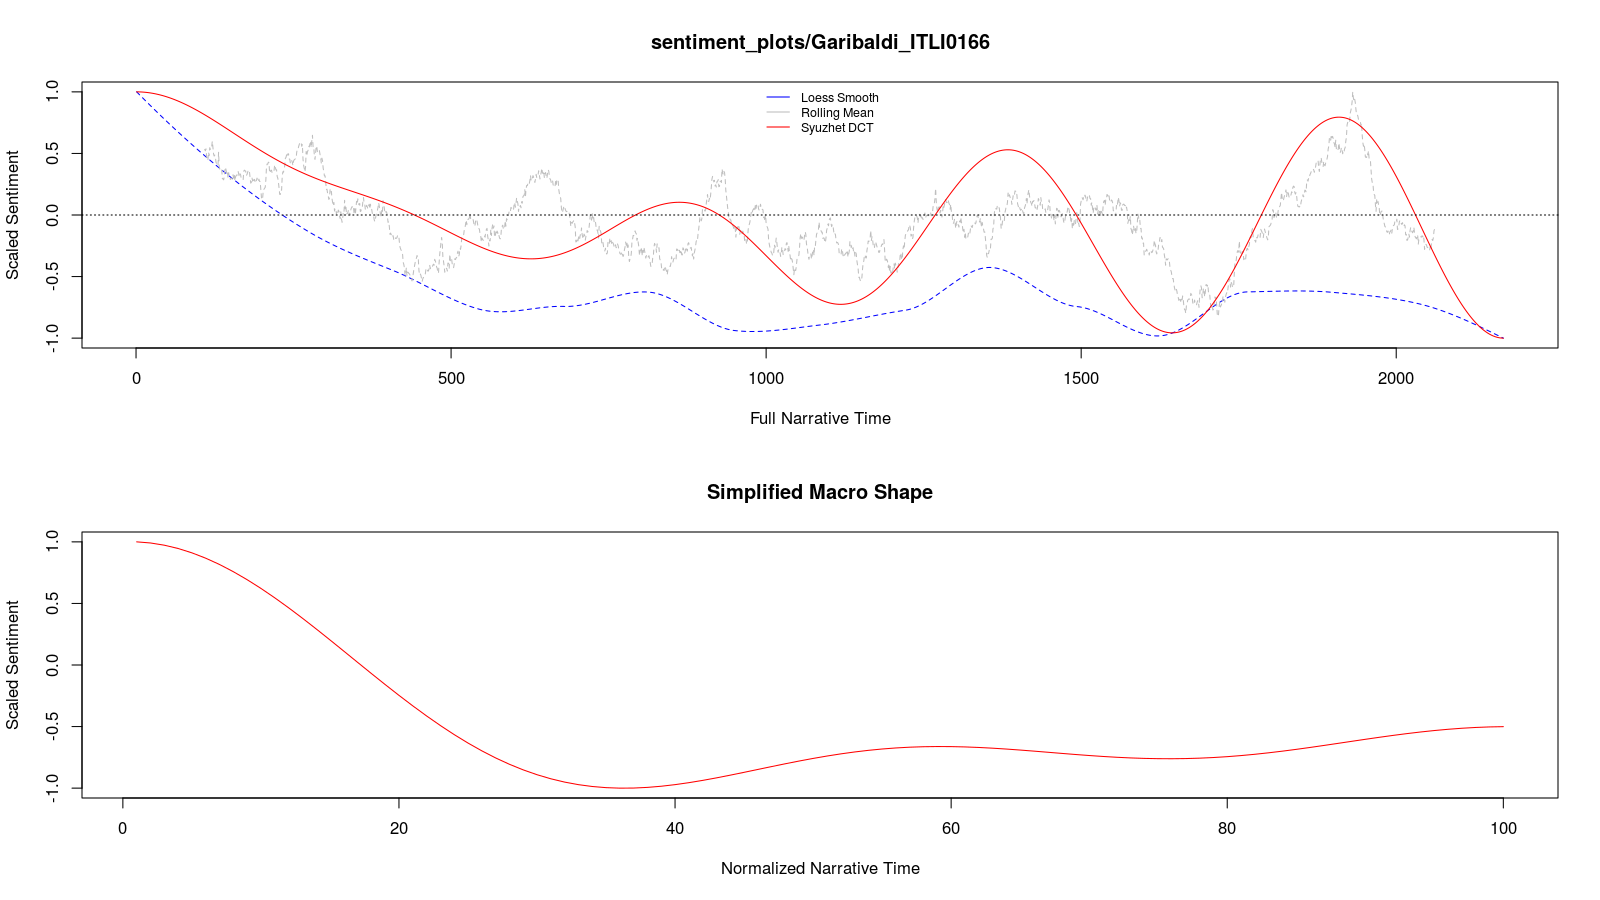 sentiment_plots/Garibaldi_ITLI0166
Scaled Sentiment
1.0
0.5
0.0
-0.5
-1.0
Loess Smooth
Rolling Mean
Syuzhet DCT
0 500 1000 1500 2000
Full Narrative Time
Simplified Macro Shape
Scaled Sentiment
1.0
0.5
0.0
-0.5
-1.0
0 20 40 60 80 100
Normalized Narrative Time